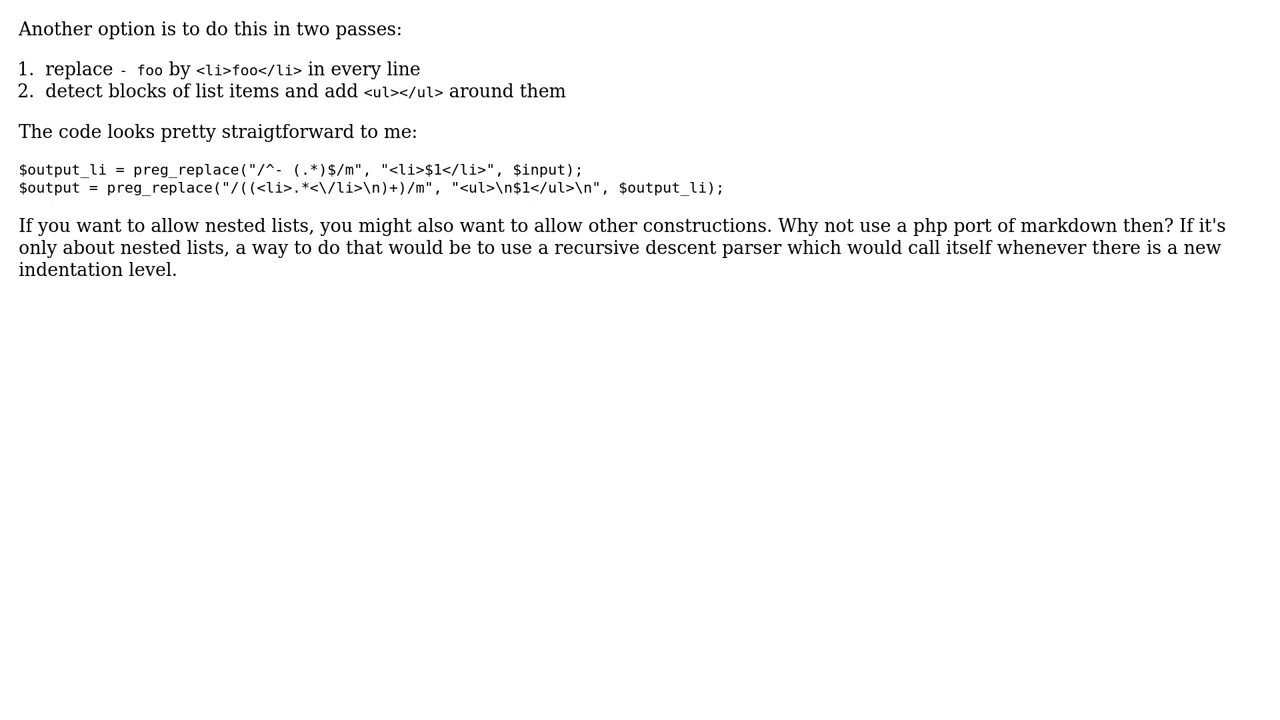 Another option is to do this in two passes:
1. replace - foo by <li>foo</li> in every line
2. detect blocks of list items and add <ul></ul> around them
The code looks pretty straigtforward to me:
$output_li = preg_replace("/^- (.*)$/m", "<li>$1</li>", $input);
$output = preg_replace("/((<li>.*<\/li>\n)+)/m", "<ul>\n$1</ul>\n", $output_li);
If you want to allow nested lists, you might also want to allow other constructions. Why not use a php port of markdown then? If it's
only about nested lists, a way to do that would be to use a recursive descent parser which would call itself whenever there is a new
indentation level.